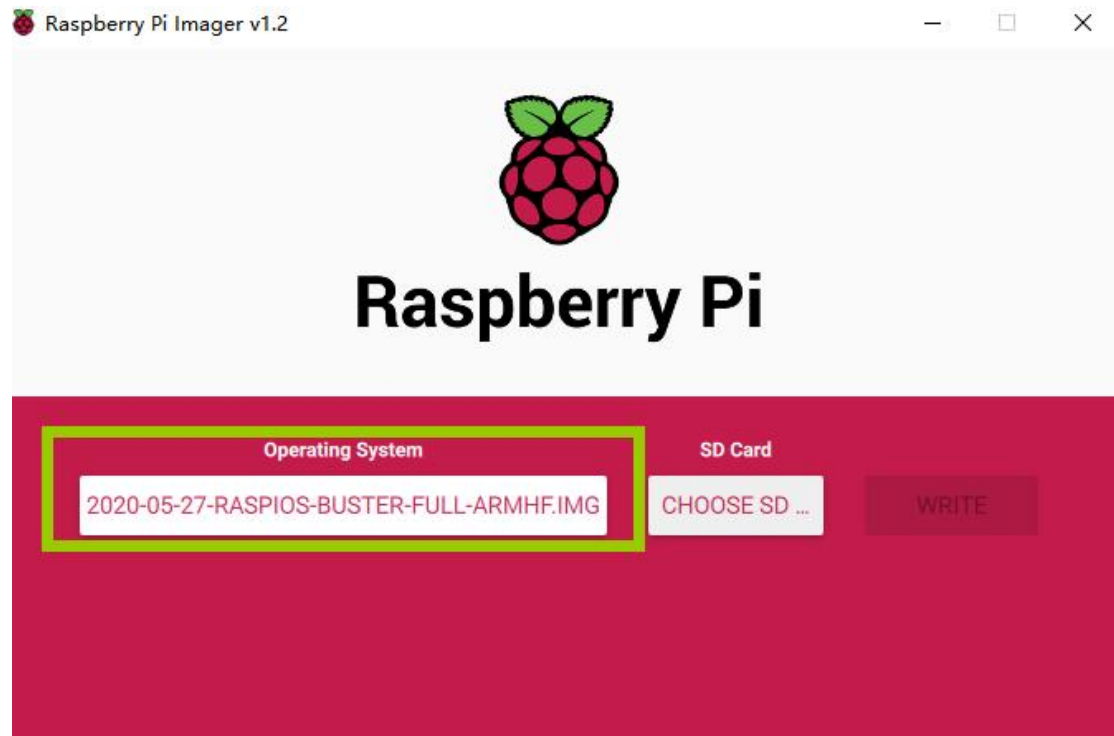 Raspberry Pi Imager v1.2
Raspberry Pi
Operating System
SD Card
2020-05-27-RASPIOS-BUSTER-FULL-ARMHF.IMG
CHOOSE SD ...
WRITE